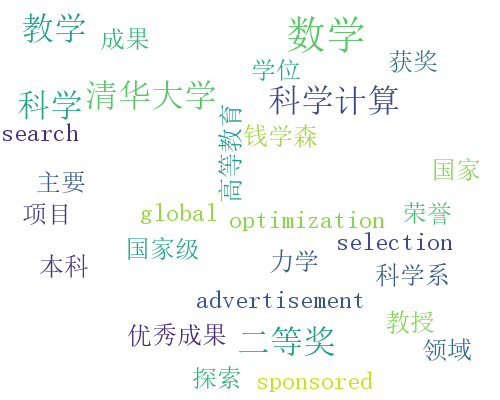 教学
成果
数学
学位
获奖
科学
清华大学
科学计算
search
高等教育
钱学森
主要
国家
项目
global
optimization
荣誉
国家级
selection
本科
力学
科学系
advertisement
优秀成果
二等奖
教授
领域
探索
sponsored